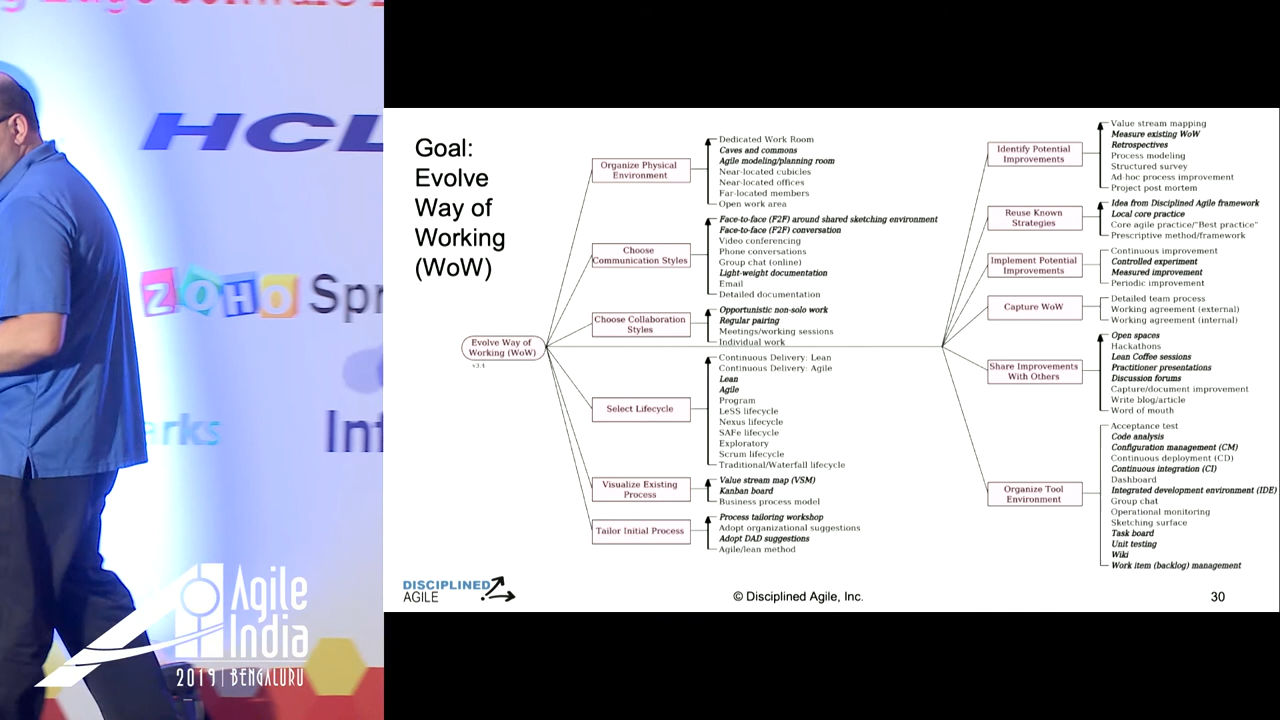 HCL
ZOHO Spr
arks
Inf
Agile
India
2019 | BENGALURU
Goal:
Evolve
Way of
Working
(WoW)
Evolve Way of
Working (WoW)
v3.4
Organize Physical
Environment
Dedicated Work Room
Caves and commons
Agile modeling/planning room
Near-located cubicles
Near-located offices
Far-located members
Open work area
Choose
Communication Styles
Face-to-face (F2F) around shared sketching environment
Face-to-face (F2F) conversation
Video conferencing
Phone conversations
Group chat (online)
Light-weight documentation
Email
Detailed documentation
Choose Collaboration
Styles
Opportunistic non-solo work
Regular pairing
Meetings/working sessions
Individual work
Select Lifecycle
Continuous Delivery: Lean
Continuous Delivery: Agile
Lean
Agile
Program
LeSS lifecycle
Nexus lifecycle
SAFe lifecycle
Exploratory
Scrum lifecycle
Traditional/Waterfall lifecycle
Visualize Existing
Process
Value stream map (VSM)
Kanban board
Business process model
Tailor Initial Process
Process tailoring workshop
Adopt organizational suggestions
Adopt DAD suggestions
Agile/lean method
Identify Potential
Improvements
Value stream mapping
Measure existing WoW
Retrospectives
Process modeling
Structured survey
Ad-hoc process improvement
Project post mortem
Reuse Known
Strategies
Idea from Disciplined Agile framework
Local core practice
Core agile practice/"Best practice"
Prescriptive method/framework
Implement Potential
Improvements
Continuous improvement
Controlled experiment
Measured improvement
Periodic improvement
Capture WoW
Detailed team process
Working agreement (external)
Working agreement (internal)
Share Improvements
With Others
Open spaces
Hackathons
Lean Coffee sessions
Practitioner presentations
Discussion forums
Capture/document improvement
Write blog/article
Word of mouth
Organize Tool
Environment
Acceptance test
Code analysis
Configuration management (CM)
Continuous deployment (CD)
Continuous integration (CI)
Dashboard
Integrated development environment (IDE)
Group chat
Operational monitoring
Sketching surface
Task board
Unit testing
Wiki
Work item (backlog) management
DISCIPLINED
AGILE
© Disciplined Agile, Inc.
30